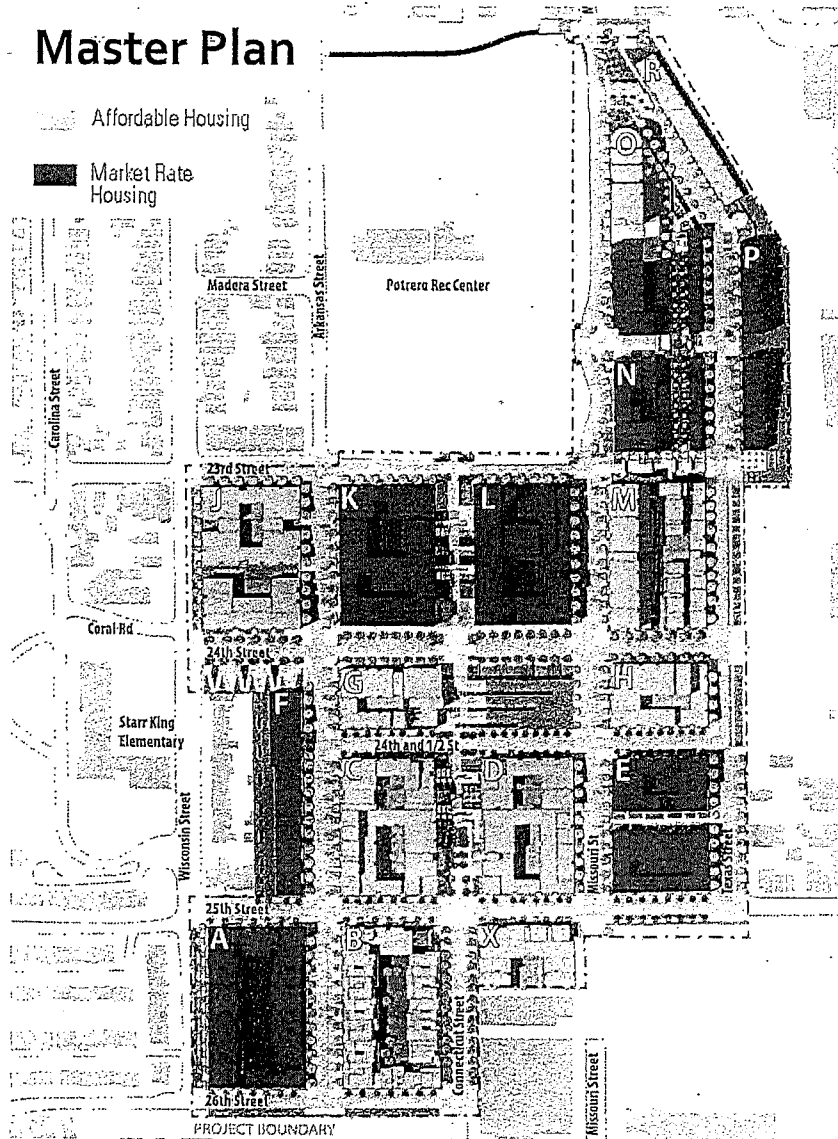 Master Plan
Affordable Housing
Market Rate
Housing
R
O
P
Madera Street
Arkansas Street
Potrero Rec Center
Carolina Street
N
23rd Street
J
K
L
M
Coral Rd
24th Street
G
H
F
Starr King
Elementary
24th and 1/2 St
C
D
E
Wisconsin Street
Missouri St
Texas Street
25th Street
A
B
X
Connecticut Street
26th Street
Missouri Street
PROJECT BOUNDARY